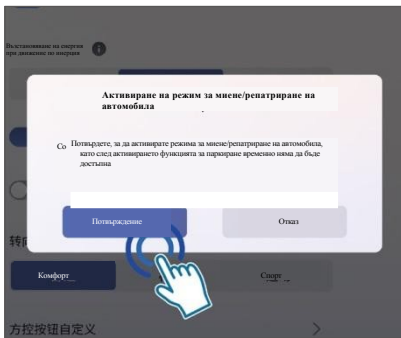 Възстановяване на енергия
при движение по инерция
Активиране на режим за миене/репатриране на
автомобила
Co Потвърдете, за да активирате режима за миене/репатриране на автомобила,
като след активирането функцията за паркиране временно няма да бъде
достъпна
Потвърждение
Отказ
转向
Комфорт
Спорт
方控按钮自定义